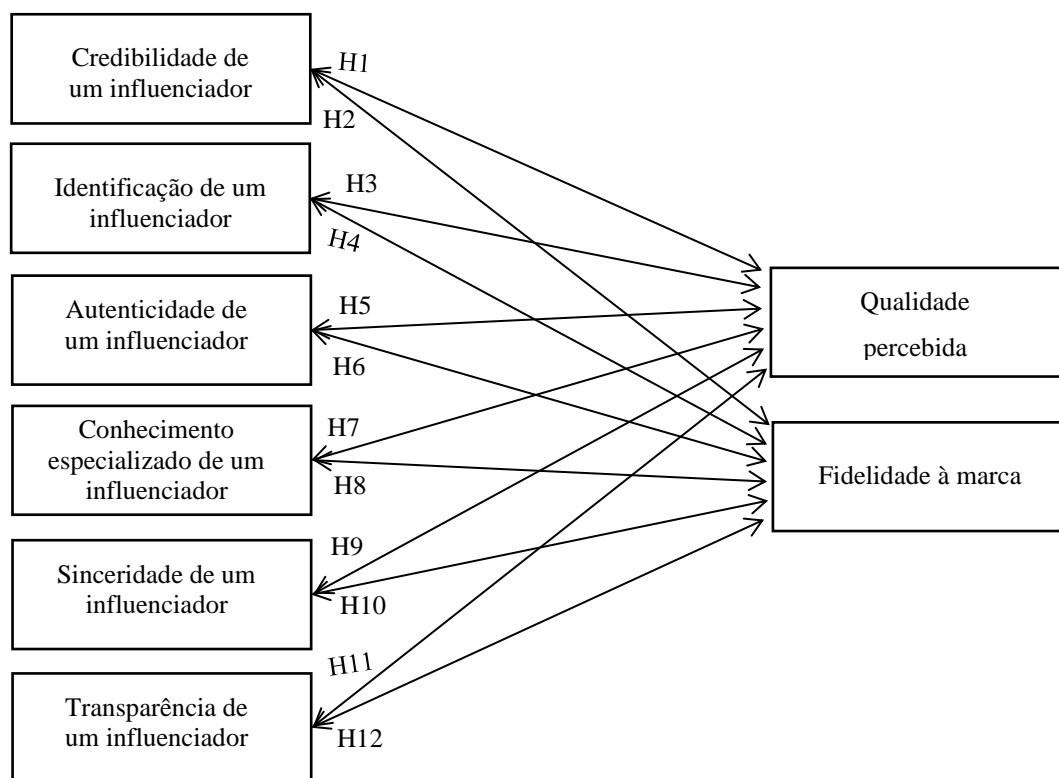 Credibilidade de
um influenciador
H1
H2
Identificação de um
influenciador
H3
H4
Autenticidade de
um influenciador
H5
H6
Conhecimento
especializado de um
influenciador
H7
H8
Sinceridade de um
influenciador
H9
H10
Transparência de
um influenciador
H11
H12
Qualidade
percebida
Fidelidade à marca